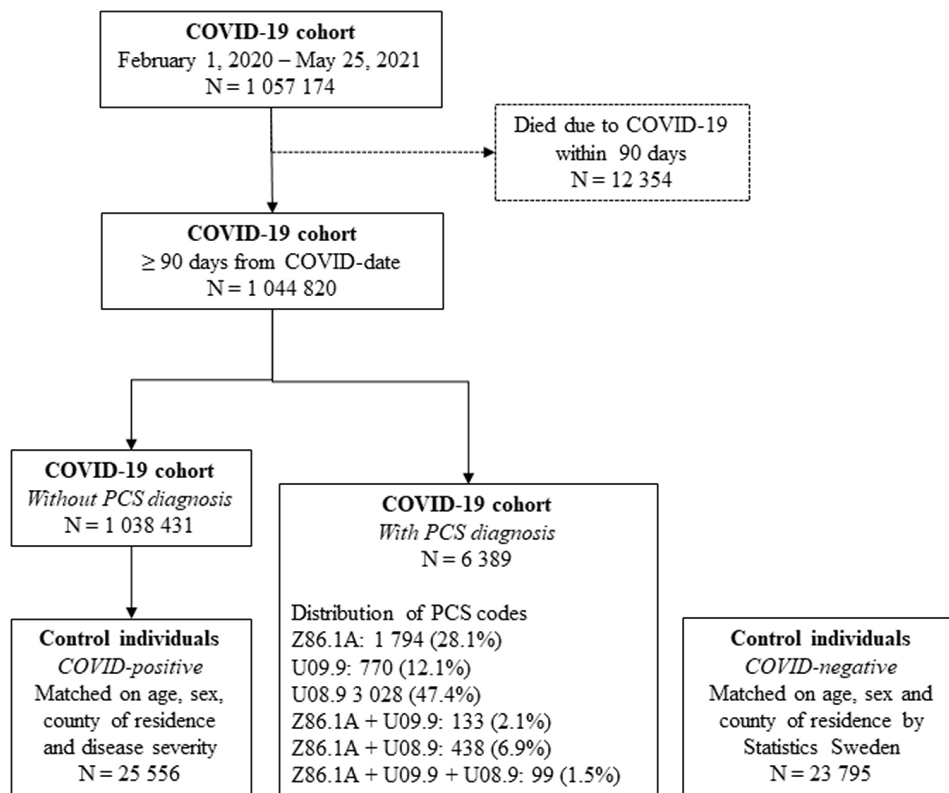 COVID-19 cohort
February 1, 2020 – May 25, 2021
N = 1 057 174
Died due to COVID-19
within 90 days
N = 12 354
COVID-19 cohort
≥ 90 days from COVID-date
N = 1 044 820
COVID-19 cohort
Without PCS diagnosis
N = 1 038 431
COVID-19 cohort
With PCS diagnosis
N = 6 389
Distribution of PCS codes
Z86.1A: 1 794 (28.1%)
U09.9: 770 (12.1%)
U08.9 3 028 (47.4%)
Z86.1A + U09.9: 133 (2.1%)
Z86.1A + U08.9: 438 (6.9%)
Z86.1A + U09.9 + U08.9: 99 (1.5%)
Control individuals
COVID-positive
Matched on age, sex,
county of residence
and disease severity
N = 25 556
Control individuals
COVID-negative
Matched on age, sex and
county of residence by
Statistics Sweden
N = 23 795